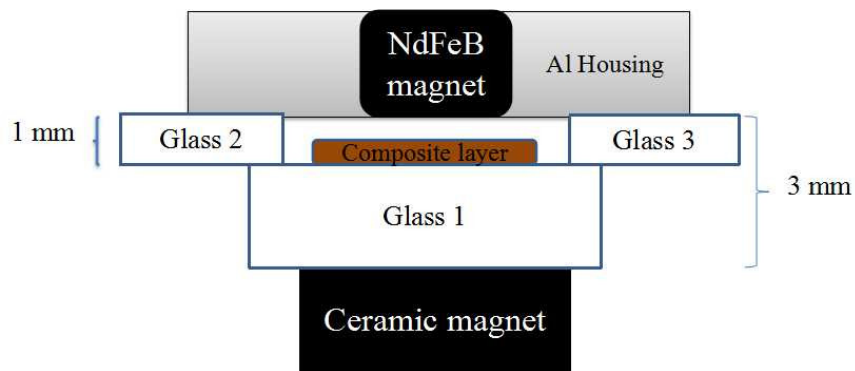 NdFeB
magnet
Al Housing
1 mm
Glass 2
Composite layer
Glass 3
3 mm
Glass 1
Ceramic magnet